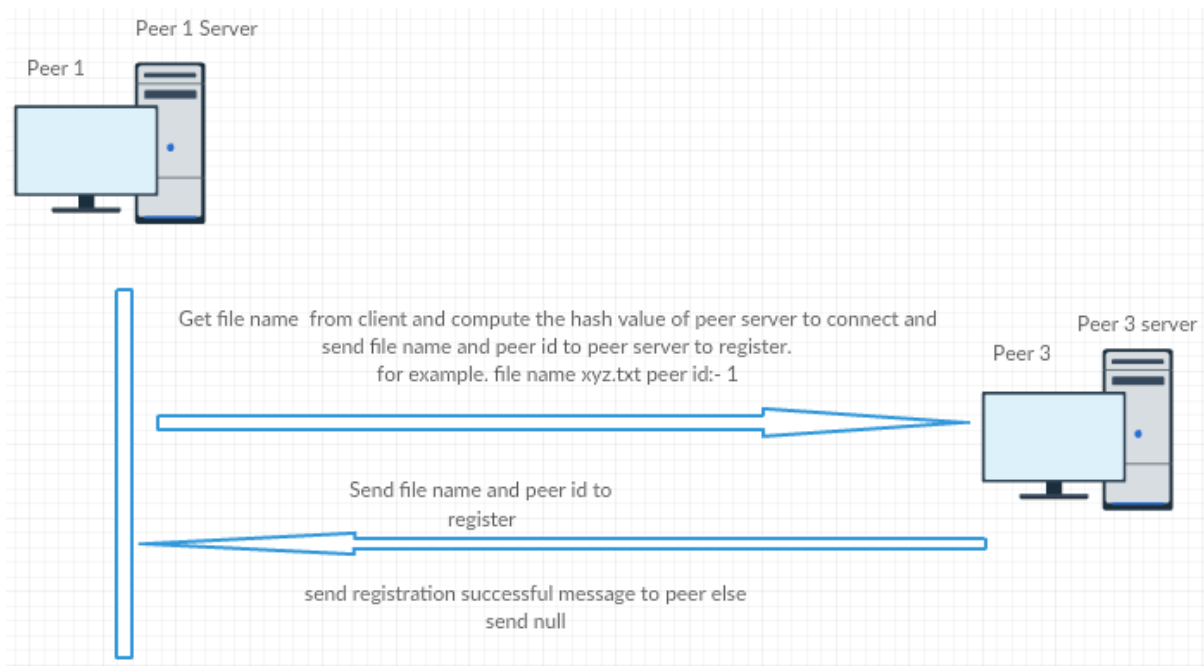 Peer 1 Server
Peer 1
Get file name from client and compute the hash value of peer server to connect and
send file name and peer id to peer server to register.
for example. file name xyz.txt peer id:- 1
Peer 3 server
Peer 3
Send file name and peer id to
register
send registration successful message to peer else
send null